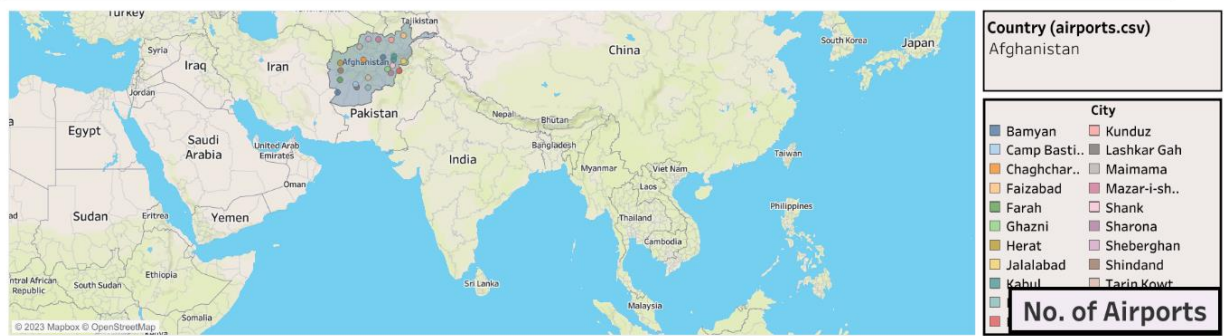 Turkey
Tajikistan
Syria
Iraq
Iran
Afghanistan
China
South Korea
Japan
Jordan
Pakistan
Egypt
Saudi
Arabia
United Arab
Emirates
Oman
Nepal
Bhutan
Bangladesh
India
Myanmar
Viet Nam
Laos
Taiwan
Sudan
Eritrea
Yemen
Thailand
Cambodia
Philippines
ntral African
Republic
South Sudan
Ethiopia
Somalia
Sri Lanka
Malaysia
© 2023 Mapbox © OpenStreetMap
Country (airports.csv)
Afghanistan
City
Bamyan
Camp Basti..
Chaghchar..
Faizabad
Farah
Ghazni
Herat
Jalalabad
Kabul
Kunduz
Lashkar Gah
Maimama
Mazar-i-sh..
Shank
Sharona
Sheberghan
Shindand
Tarin Kowt
No. of Airports